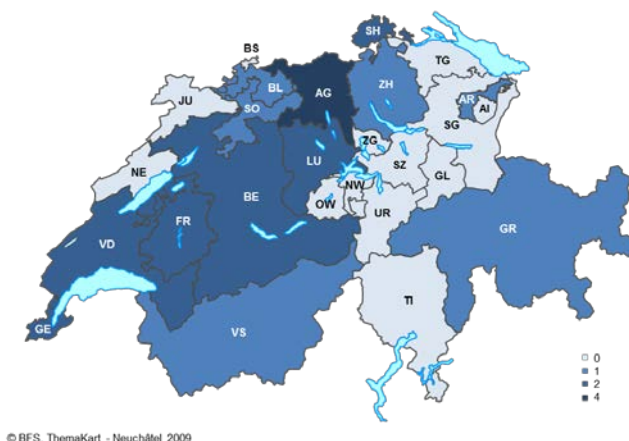 SH
BS
TG
BL
ZH
AR
AI
JU
AG
SO
SG
ZG
NE
LU
SZ
GL
NW
OW
BE
FR
UR
GR
VD
TI
GE
VS
0
1
2
4
© BFS, ThemaKart - Neuchâtel 2009